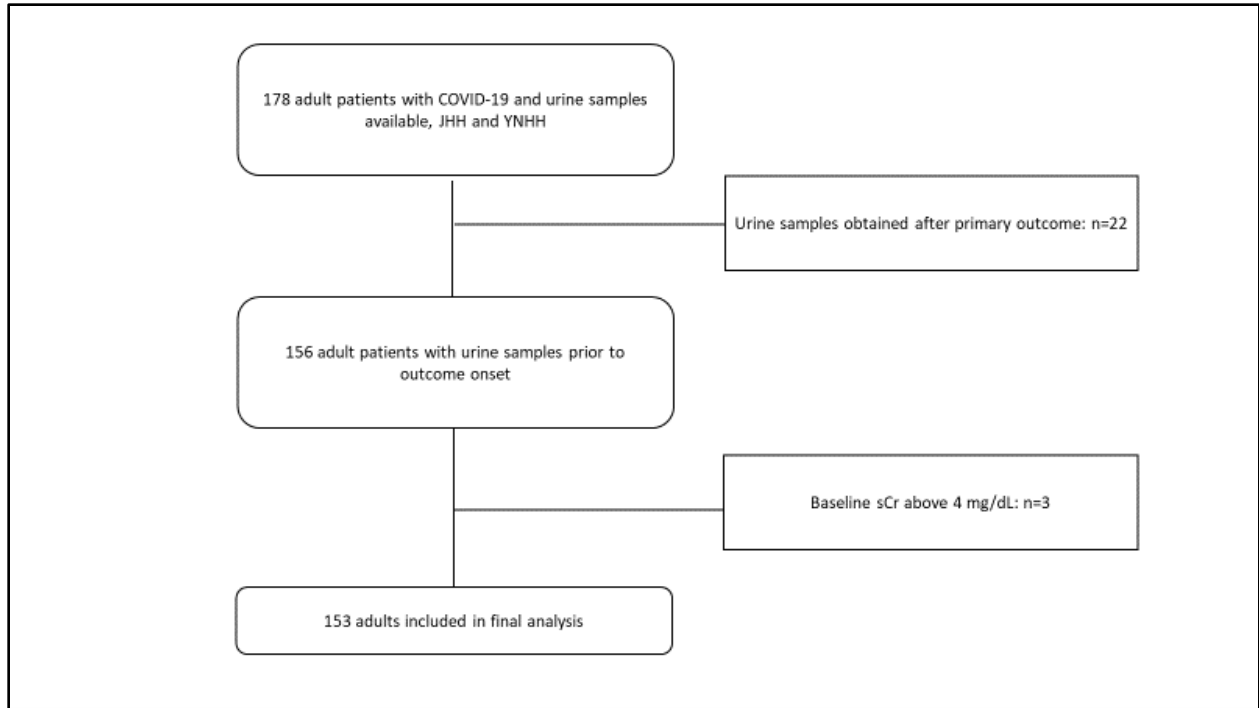 178 adult patients with COVID-19 and urine samples
available, JHH and YNHH
Urine samples obtained after primary outcome: n=22
156 adult patients with urine samples prior to
outcome onset
Baseline sCr above 4 mg/dL: n=3
153 adults included in final analysis